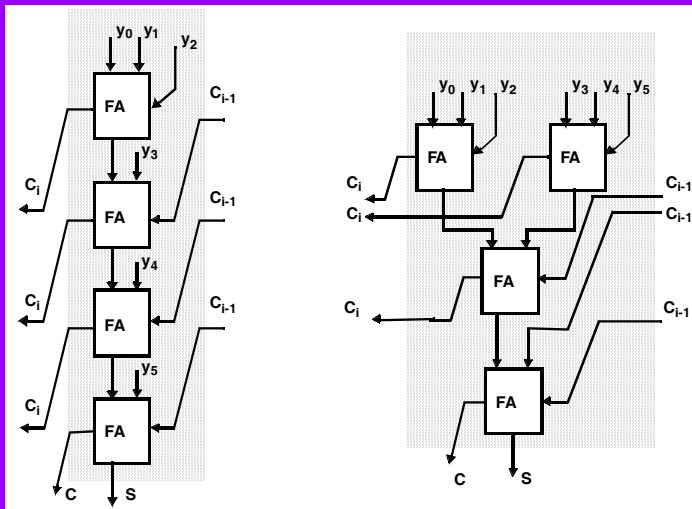 y0 y1 y2
FA
Ci-1
Ci
y3
FA
Ci-1
Ci
y4
FA
Ci-1
Ci
y5
FA
C S
y0 y1 y2 y3 y4 y5
FA FA
Ci Ci-1
Ci Ci-1
FA
Ci Ci-1
FA
C S